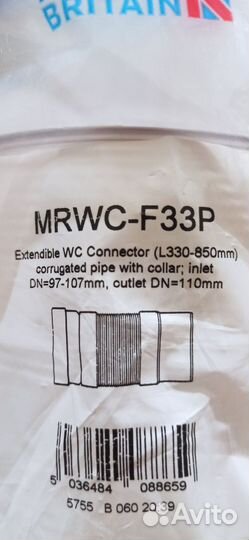 BRITAIN
MRWC-F33P
Extendible WC Connector (L330-850mm)
corrugated pipe with collar; inlet
DN=97-107mm, outlet DN=110mm
5 036484 088659
5755 B 060 20 39
Avito